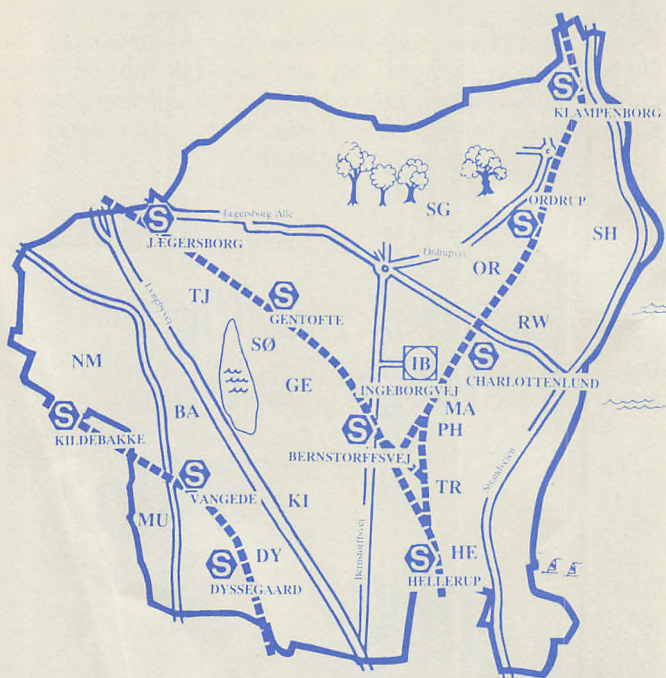 S
KLAMPENBORG
SG
ORDRUP
S
SH
S
Jægersborg Alle
JÆGERSBORG
Ordrupvej
OR
TJ
Lyngbyvej
S
GENTOFTE
RW
SØ
NM
GE
IB
S
CHARLOTTENLUND
INGEBORGVEJ
BA
MA
S
KILDEBAKKE
S
PH
BERNSTORFFSVEJ
S
VANGEDE
KI
TR
Strandvejen
MU
DY
Bernstorffsvej
HE
S
DYSSEGAARD
S
HELLERUP